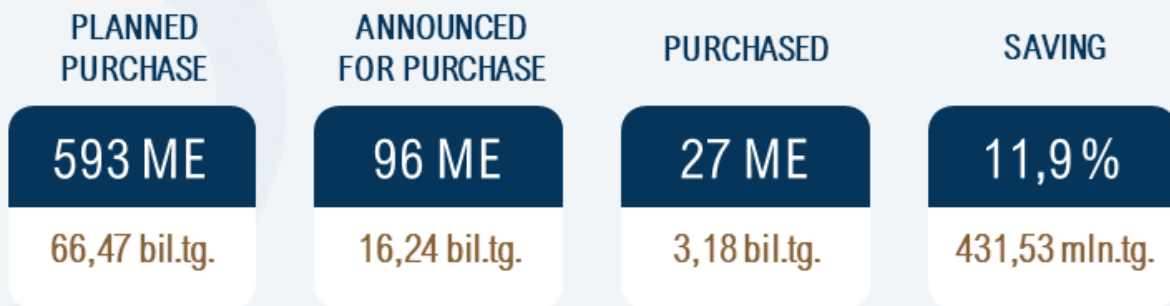 PLANNED
PURCHASE
593 ME
66,47 bil.tg.
ANNOUNCED
FOR PURCHASE
96 ME
16,24 bil.tg.
PURCHASED
27 ME
3,18 bil.tg.
SAVING
11,9 %
431,53 mln.tg.